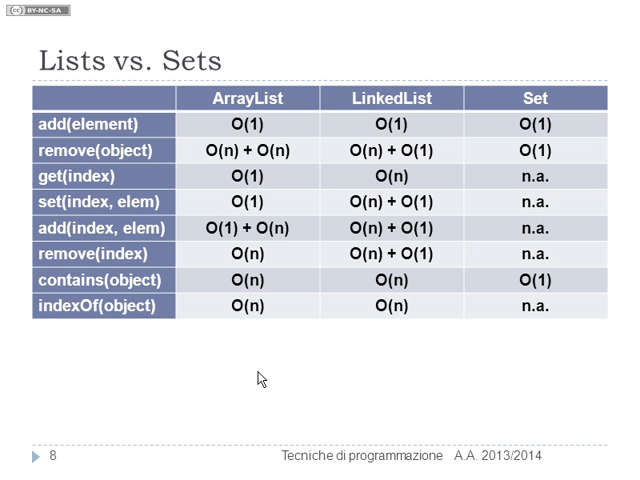 cc BY-NC-SA
Lists vs. Sets
ArrayList LinkedList Set
add(element) O(1) O(1) O(1)
remove(object) O(n) + O(n) O(n) + O(1) O(1)
get(index) O(1) O(n) n.a.
set(index, elem) O(1) O(n) + O(1) n.a.
add(index, elem) O(1) + O(n) O(n) + O(1) n.a.
remove(index) O(n) O(n) + O(1) n.a.
contains(object) O(n) O(n) O(1)
indexOf(object) O(n) O(n) n.a.
8 Tecniche di programmazione A.A. 2013/2014